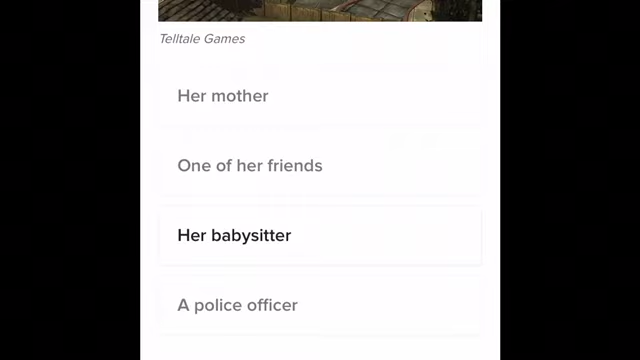 Telltale Games
Her mother
One of her friends
Her babysitter
A police officer